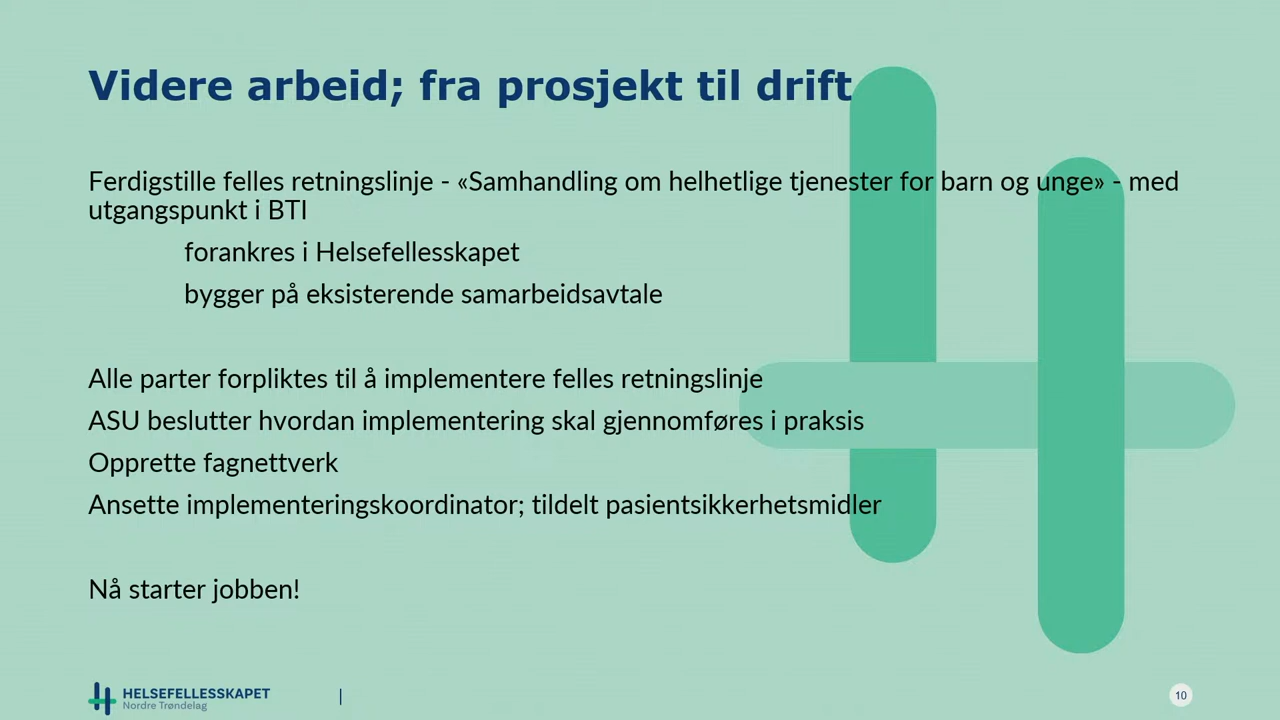 Videre arbeid; fra prosjekt til drift
Ferdigstille felles retningslinje - «Samhandling om helhetlige tjenester for barn og unge» - med
utgangspunkt i BTI
forankres i Helsefellesskapet
bygger på eksisterende samarbeidsavtale
Alle parter forpliktes til å implementere felles retningslinje
ASU beslutter hvordan implementering skal gjennomføres i praksis
Opprette fagnettverk
Ansette implementeringskoordinator; tildelt pasientsikkerhetsmidler
Nå starter jobben!
HELSEFELLESSKAPET
Nordre Trøndelag
|
10